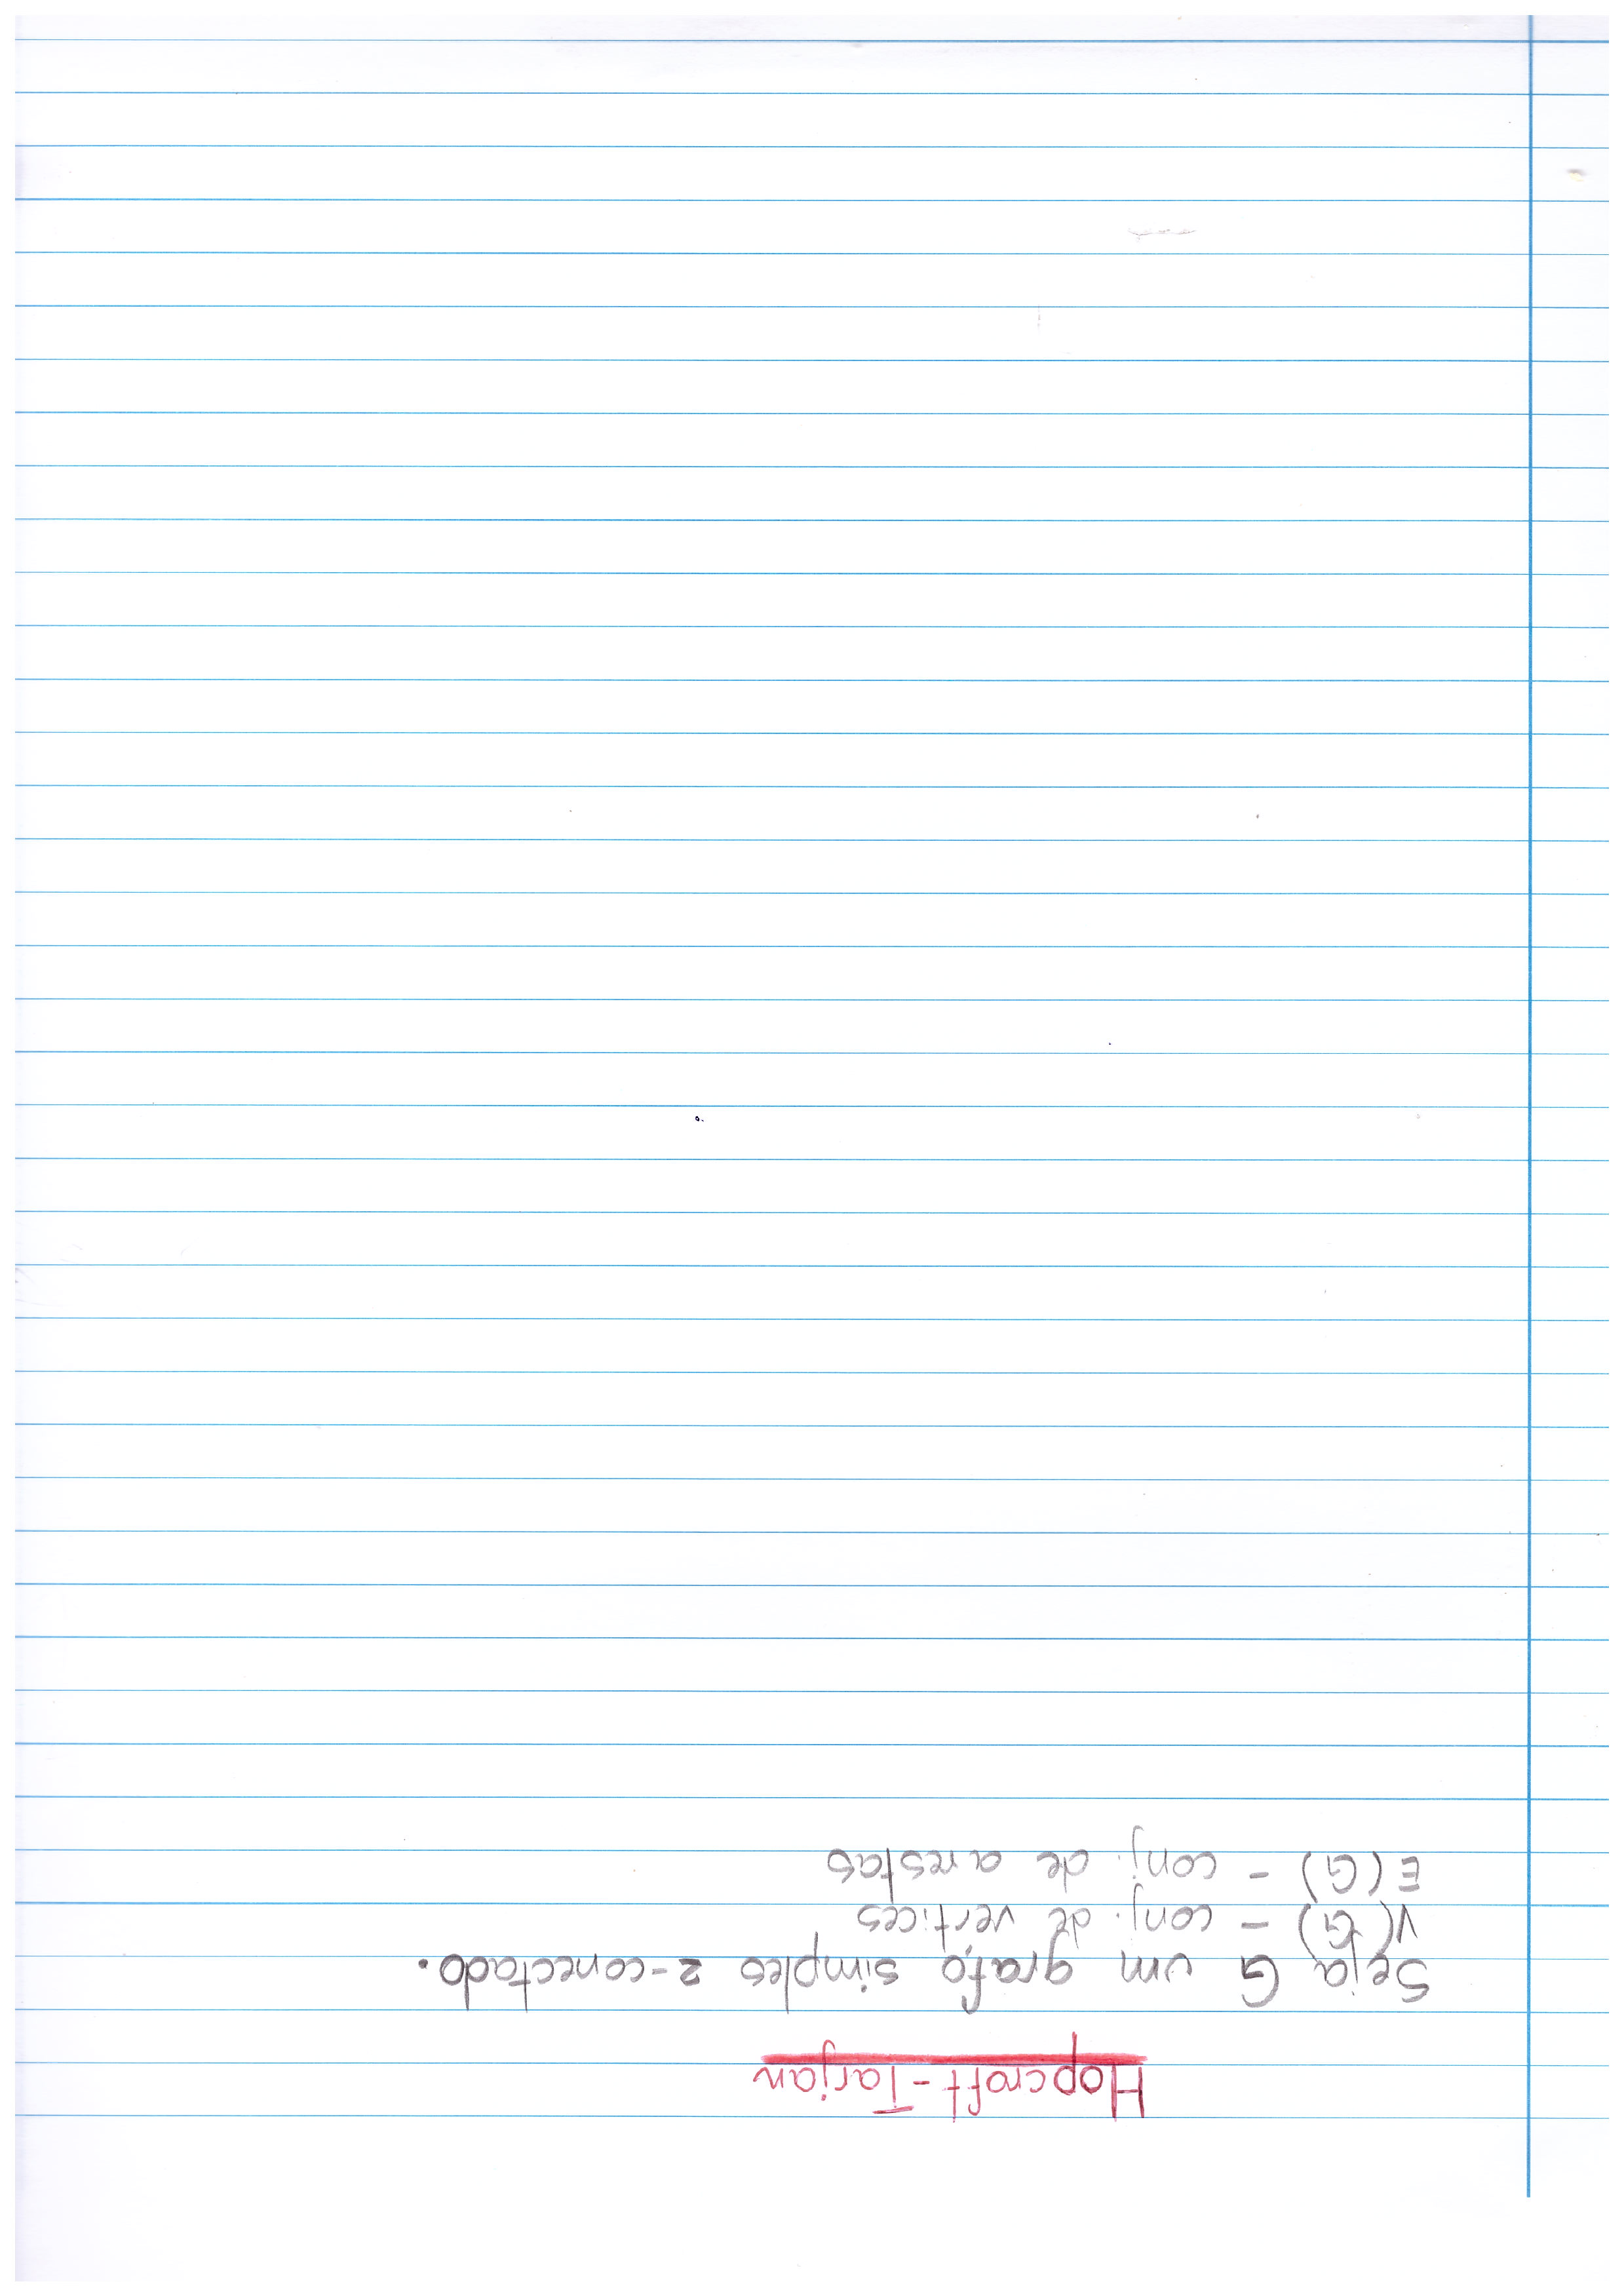 Hopcroft-Tarjan
Seja G um grafo simples 2-conectado.
V(G) - conj. de vértices
E(G) - conj. de arestas